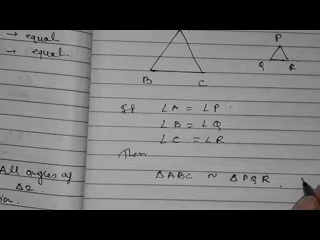 → equal
→ equal
P
Q R
B C
If ∠A = ∠P.
∠B = ∠Q
∠C = ∠R
Then
All angles of
ΔABC ~ ΔPQR.
Δ2.